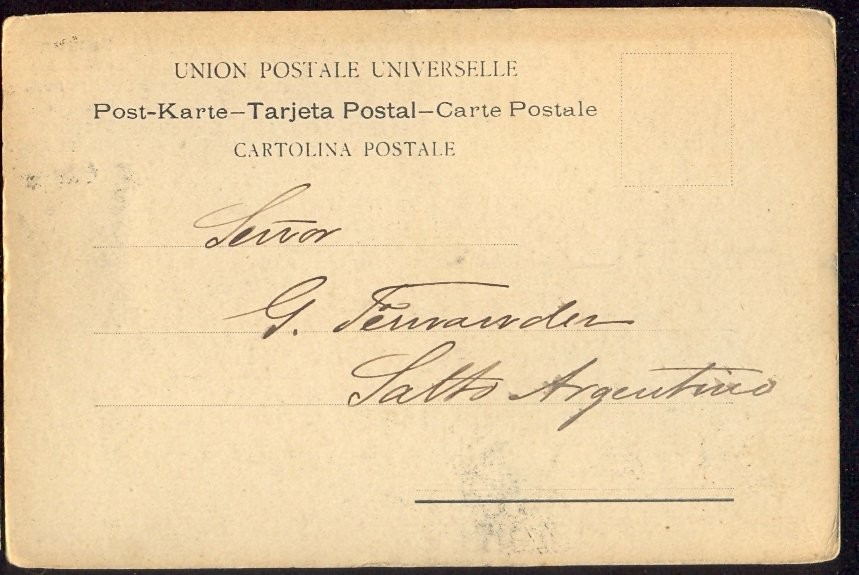 UNION POSTALE UNIVERSELLE
Post-Karte–Tarjeta Postal–Carte Postale
CARTOLINA POSTALE
Señor
G. Fernandez
Salto Argentino